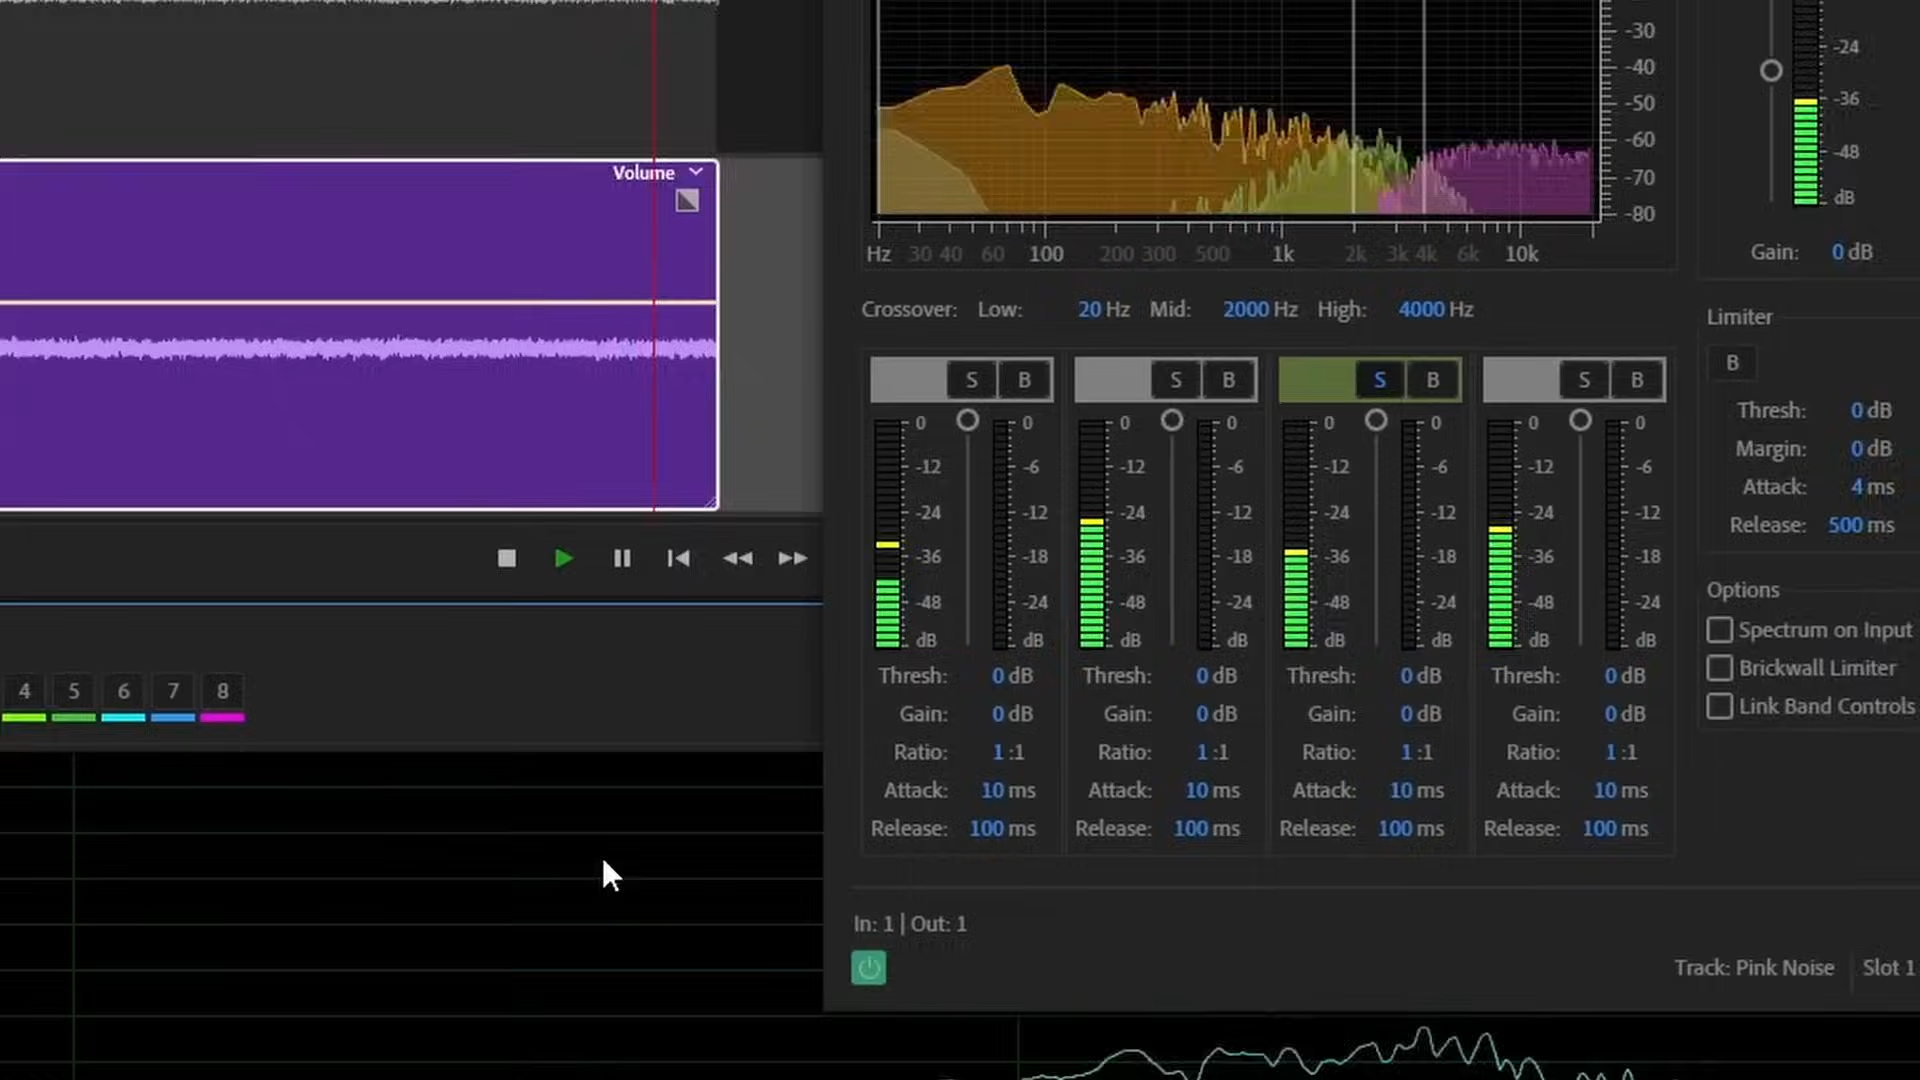 -30
-40
-50
-60
-70
-80
Hz 30 40 60 100 200 300 500 1k 2k 3k 4k 6k 10k
-24
-36
-48
dB
Gain: 0 dB
Volume
Crossover: Low: 20 Hz Mid: 2000 Hz High: 4000 Hz
S B S B S B S B
0 0 0 0 0 0 0 0
-12 -6 -12 -6 -12 -6 -12 -6
-24 -12 -24 -12 -24 -12 -24 -12
-36 -18 -36 -18 -36 -18 -36 -18
-48 -24 -48 -24 -48 -24 -48 -24
dB dB dB dB dB dB dB dB
Thresh: 0 dB Thresh: 0 dB Thresh: 0 dB Thresh: 0 dB
Gain: 0 dB Gain: 0 dB Gain: 0 dB Gain: 0 dB
Ratio: 1 :1 Ratio: 1 :1 Ratio: 1 :1 Ratio: 1 :1
Attack: 10 ms Attack: 10 ms Attack: 10 ms Attack: 10 ms
Release: 100 ms Release: 100 ms Release: 100 ms Release: 100 ms
Limiter
B
Thresh: 0 dB
Margin: 0 dB
Attack: 4 ms
Release: 500 ms
Options
Spectrum on Input
Brickwall Limiter
Link Band Controls
4 5 6 7 8
In: 1 | Out: 1
Track: Pink Noise Slot 1